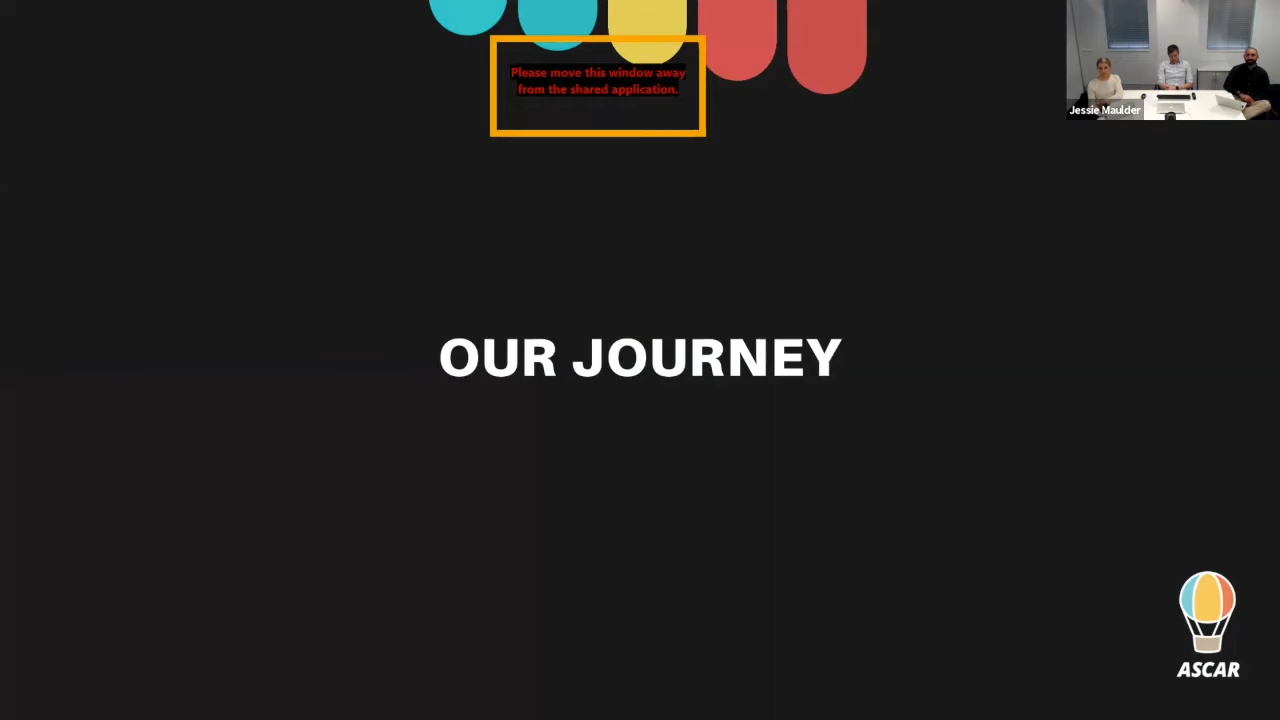 Please move this window away
from the shared application.
Jessie Maulder
OUR JOURNEY
ASCAR